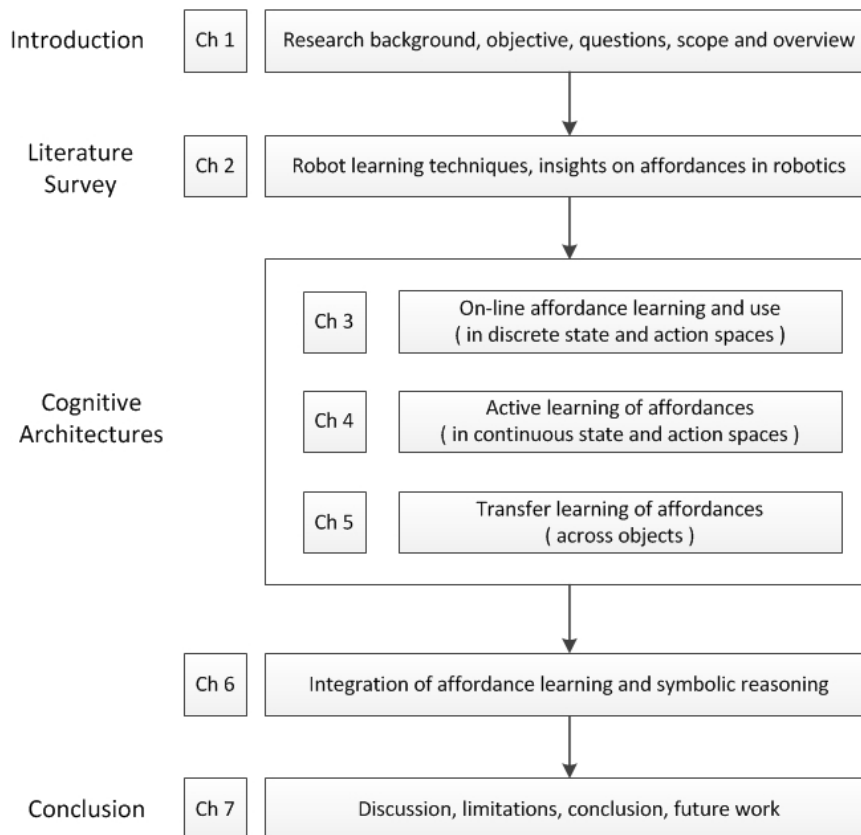 Introduction
Ch 1
Research background, objective, questions, scope and overview
Literature
Survey
Ch 2
Robot learning techniques, insights on affordances in robotics
Cognitive
Architectures
Ch 3
On-line affordance learning and use
( in discrete state and action spaces )
Ch 4
Active learning of affordances
( in continuous state and action spaces )
Ch 5
Transfer learning of affordances
( across objects )
Ch 6
Integration of affordance learning and symbolic reasoning
Conclusion
Ch 7
Discussion, limitations, conclusion, future work